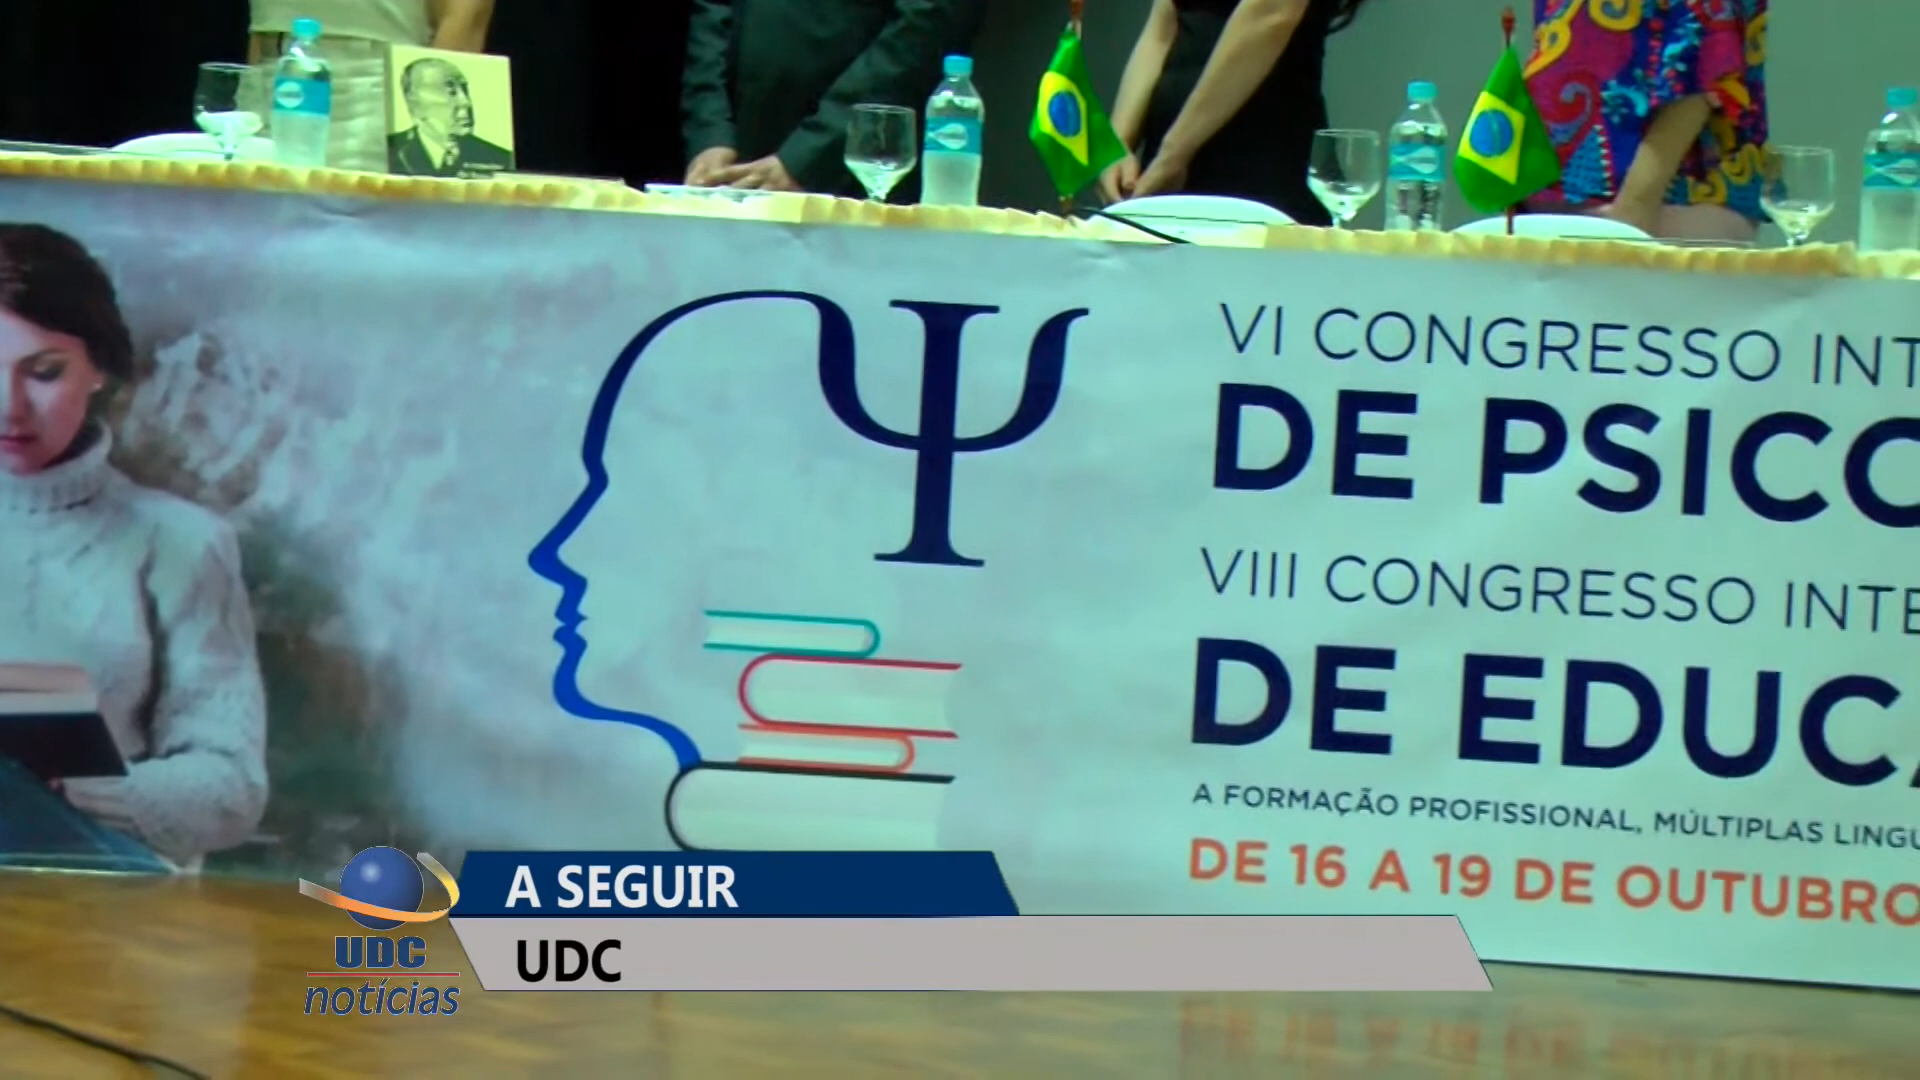 VI CONGRESSO INT
DE PSICO
VIII CONGRESSO INTE
DE EDUCA
A FORMAÇÃO PROFISSIONAL, MÚLTIPLAS LINGU
DE 16 A 19 DE OUTUBRO
A SEGUIR
UDC
UDC
notícias